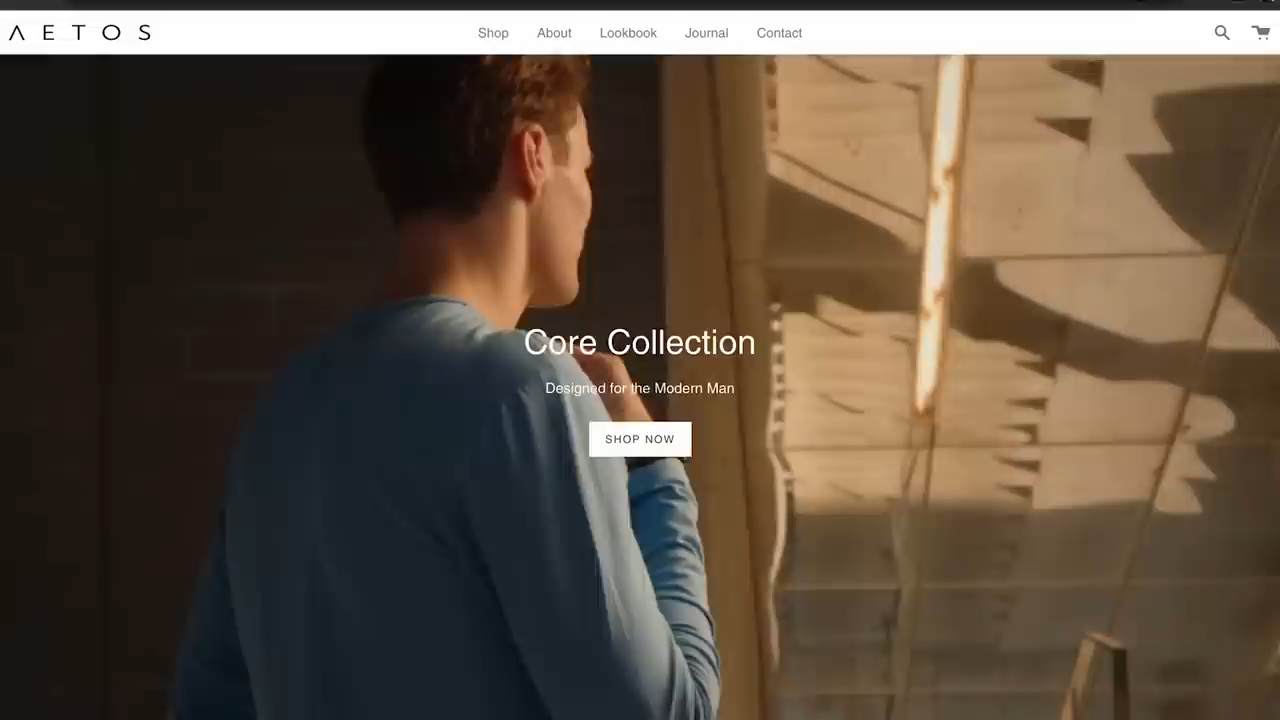 AETOS
Shop About Lookbook Journal Contact
Core Collection
Designed for the Modern Man
SHOP NOW